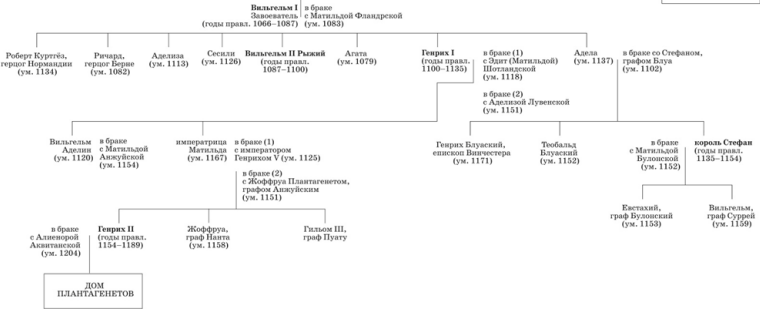 Вильгельм I
Завоеватель
(годы правл. 1066–1087)
в браке
с Матильдой Фландрской
(ум. 1083)
Роберт Куртгёз,
герцог Нормандии
(ум. 1134)
Ричард,
герцог Берне
(ум. 1082)
Аделиза
(ум. 1113)
Сесили
(ум. 1126)
Вильгельм II Рыжий
(годы правл.
1087–1100)
Агата
(ум. 1079)
Генрих I
(годы правл.
1100–1135)
в браке (1)
с Эдит (Матильдой)
Шотландской
(ум. 1118)
в браке (2)
с Аделизой Лувенской
(ум. 1151)
Адела
(ум. 1137)
в браке со Стефаном,
графом Блуа
(ум. 1102)
Вильгельм
Аделин
(ум. 1120)
в браке
с Матильдой
Анжуйской
(ум. 1154)
императрица
Матильда
(ум. 1167)
в браке (1)
с императором
Генрихом V (ум. 1125)
в браке (2)
с Жоффруа Плантагенетом,
графом Анжуйским
(ум. 1151)
Генрих Блуаский,
епископ Винчестера
(ум. 1171)
Теобальд
Блуаский
(ум. 1152)
в браке
с Матильдой
Булонской
(ум. 1152)
король Стефан
(годы правл.
1135–1154)
Евстахий,
граф Булонский
(ум. 1153)
Вильгельм,
граф Суррей
(ум. 1159)
в браке
с Алиенорой
Аквитанской
(ум. 1204)
Генрих II
(годы правл.
1154–1189)
Жоффруа,
граф Нанта
(ум. 1158)
Гильом III,
граф Пуату
ДОМ
ПЛАНТАГЕНЕТОВ